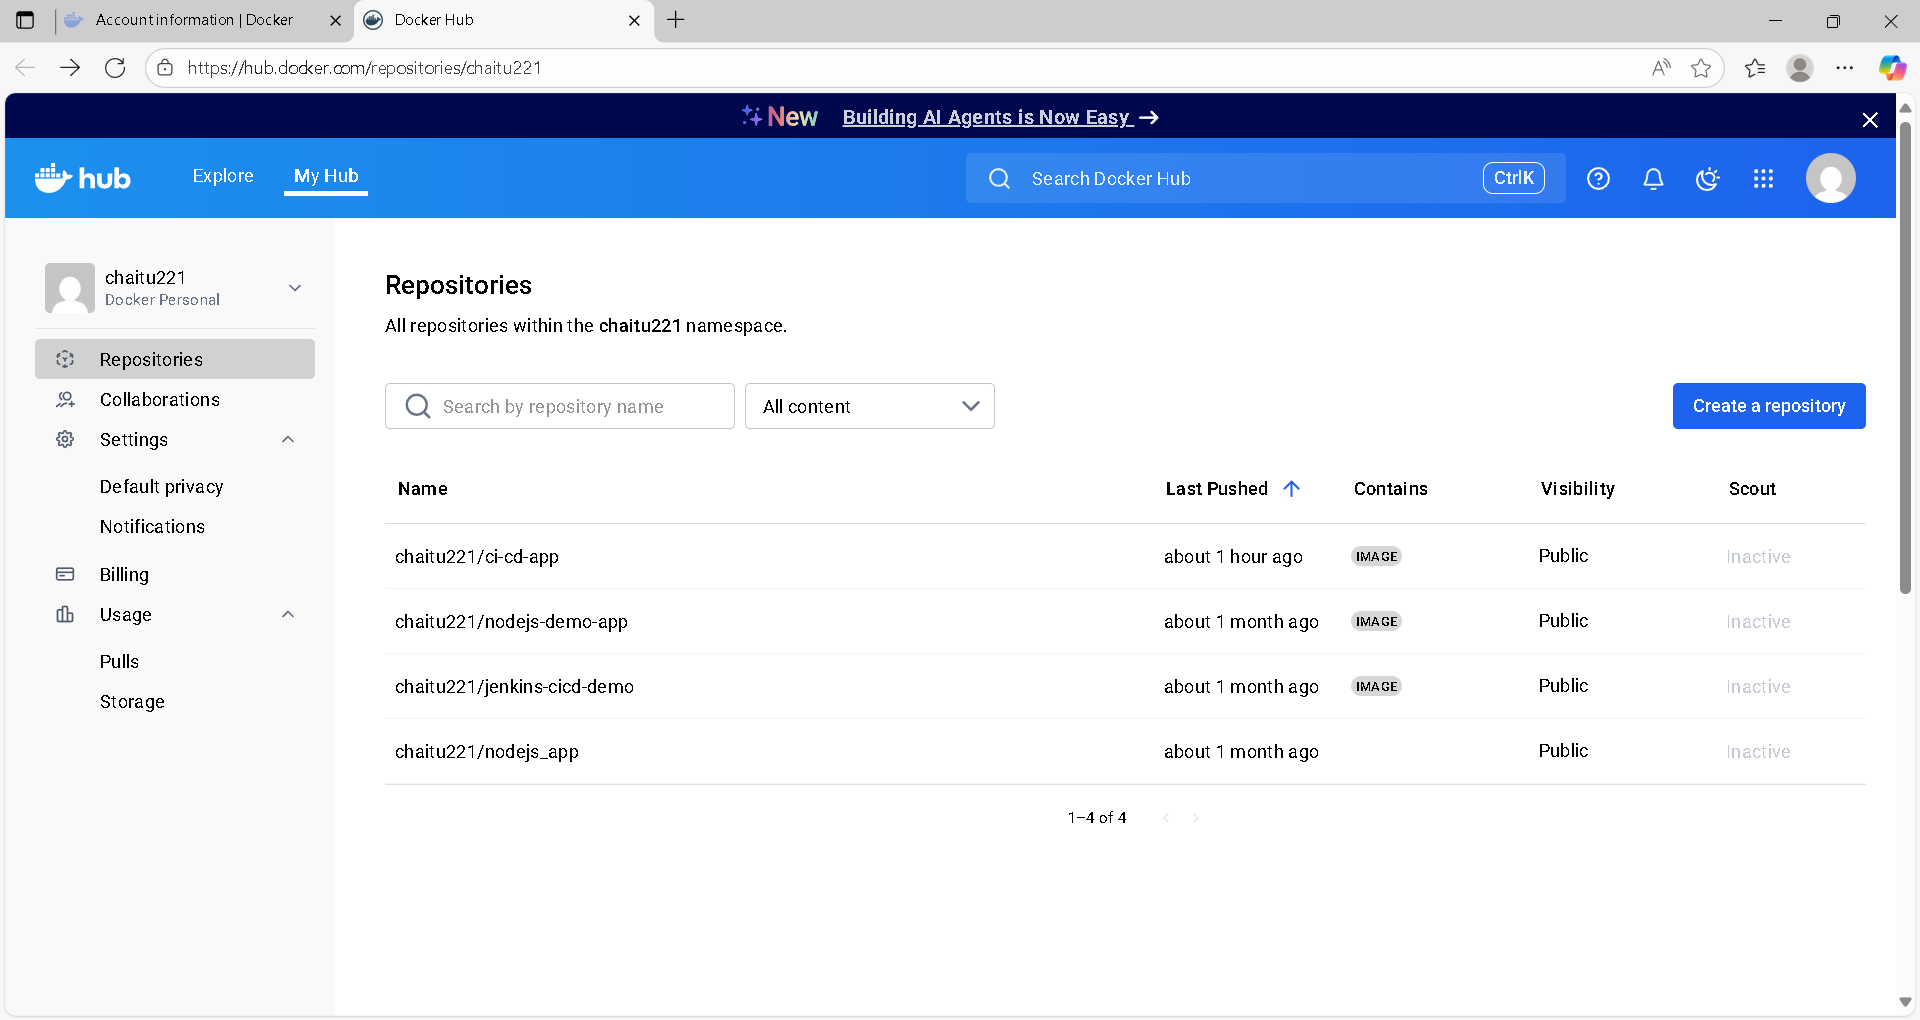 Account information | Docker
Docker Hub
https://hub.docker.com/repositories/chaitu221
New Building AI Agents is Now Easy →
hub
Explore
My Hub
Search Docker Hub
CtrlK
chaitu221
Docker Personal
Repositories
Collaborations
Settings
Default privacy
Notifications
Billing
Usage
Pulls
Storage
Repositories
All repositories within the chaitu221 namespace.
Search by repository name
All content
Create a repository
Name Last Pushed Contains Visibility Scout
chaitu221/ci-cd-app about 1 hour ago IMAGE Public Inactive
chaitu221/nodejs-demo-app about 1 month ago IMAGE Public Inactive
chaitu221/jenkins-cicd-demo about 1 month ago IMAGE Public Inactive
chaitu221/nodejs_app about 1 month ago Public Inactive
1–4 of 4